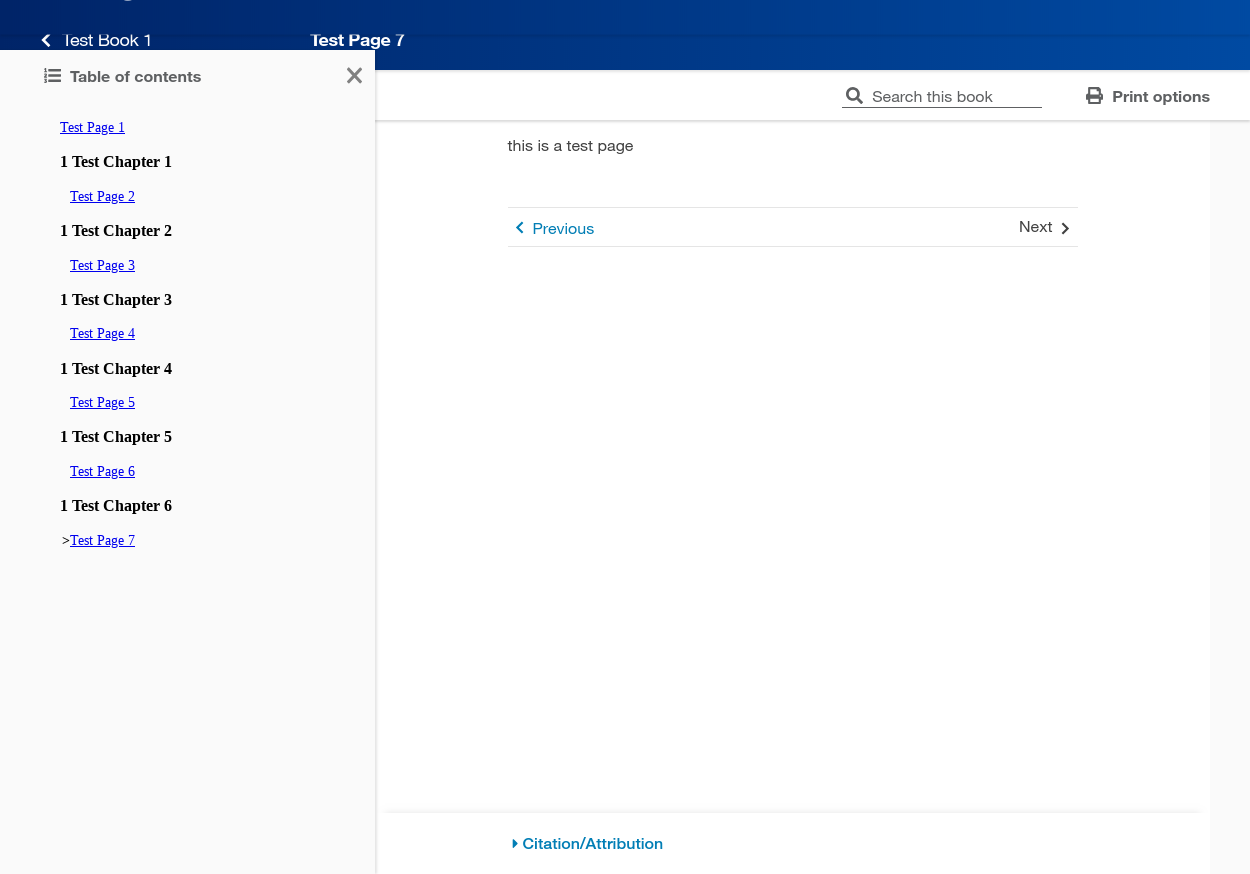 Test Book 1
Test Page 7
Table of contents
Search this book
Print options
Test Page 1
1 Test Chapter 1
Test Page 2
1 Test Chapter 2
Test Page 3
1 Test Chapter 3
Test Page 4
1 Test Chapter 4
Test Page 5
1 Test Chapter 5
Test Page 6
1 Test Chapter 6
>Test Page 7
this is a test page
Previous
Next
Citation/Attribution